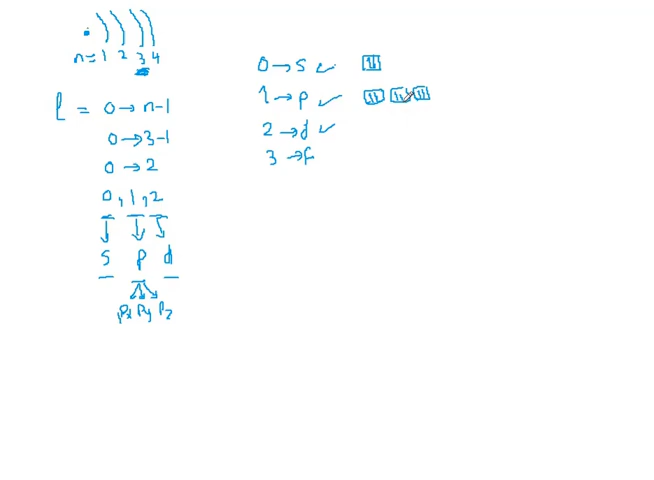 n=1 2 3 4
l = 0 → n-1
0 → 3-1
0 → 2
0, 1, 2
s p d
Px Py Pz
0 → s ✓
1 → p ✓
2 → d ✓
3 → f